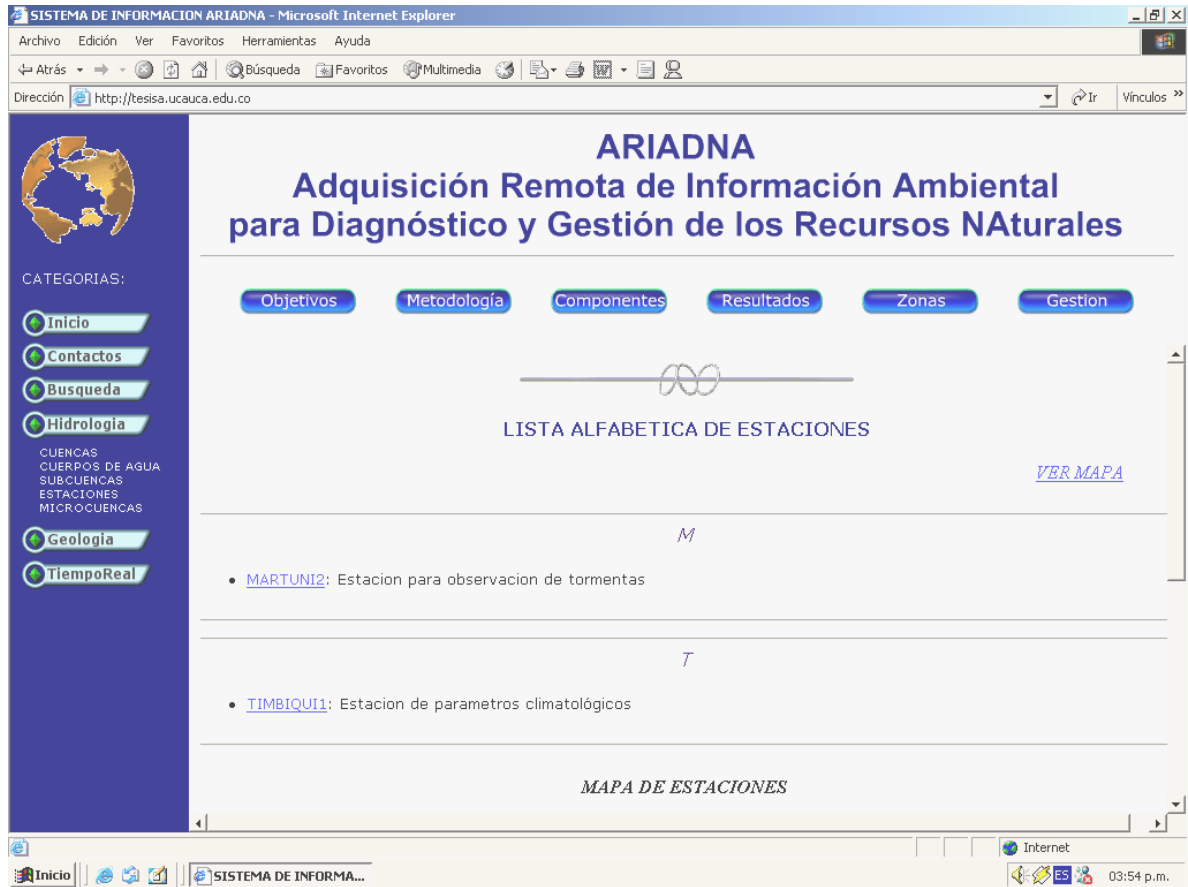 SISTEMA DE INFORMACION ARIADNA - Microsoft Internet Explorer
Archivo Edición Ver Favoritos Herramientas Ayuda
Atrás Búsqueda Favoritos Multimedia
Dirección http://tesisa.ucauca.edu.co Ir Vínculos »
ARIADNA
Adquisición Remota de Información Ambiental
para Diagnóstico y Gestión de los Recursos NAturales
CATEGORIAS:
Inicio
Contactos
Busqueda
Hidrologia
CUENCAS
CUERPOS DE AGUA
SUBCUENCAS
ESTACIONES
MICROCUENCAS
Geologia
TiempoReal
Objetivos Metodología Componentes Resultados Zonas Gestion
LISTA ALFABETICA DE ESTACIONES
VER MAPA
M
• MARTUNI2: Estacion para observacion de tormentas
T
• TIMBIQUI1: Estacion de parametros climatológicos
MAPA DE ESTACIONES
Internet
Inicio SISTEMA DE INFORMA... ES 03:54 p.m.